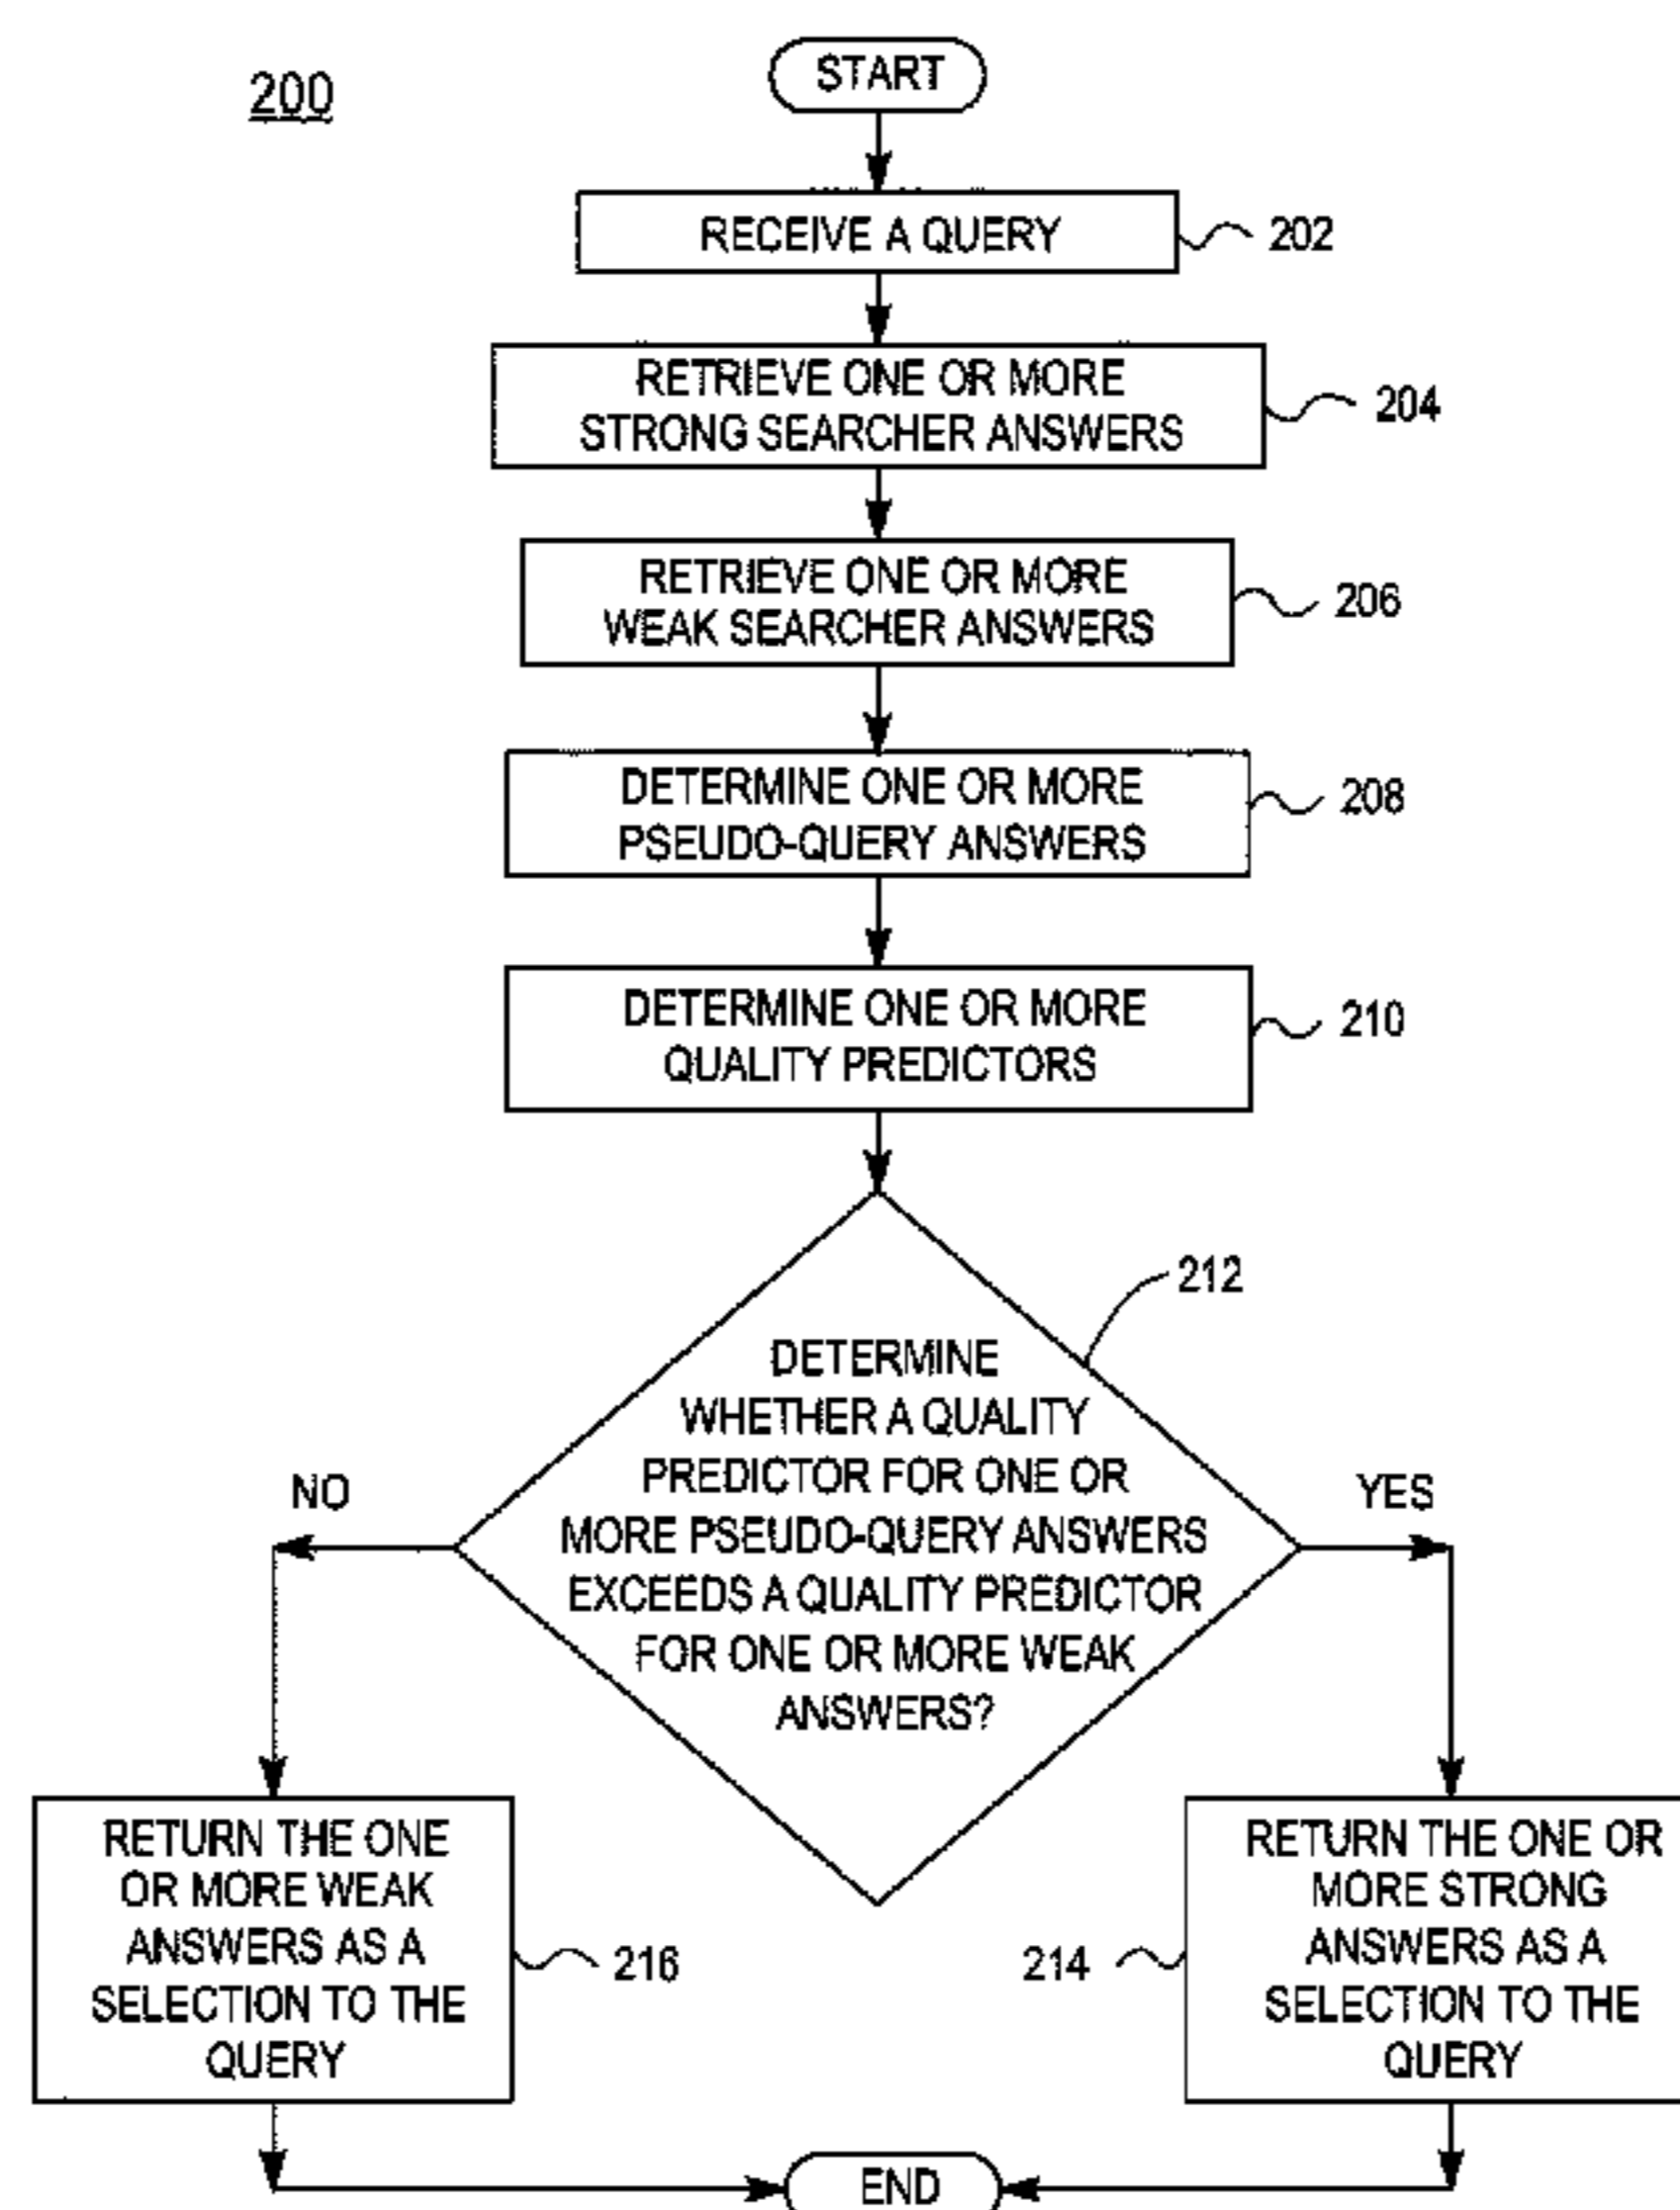 200
START
RECEIVE A QUERY
202
RETRIEVE ONE OR MORE
STRONG SEARCHER ANSWERS
204
RETRIEVE ONE OR MORE
WEAK SEARCHER ANSWERS
206
DETERMINE ONE OR MORE
PSEUDO-QUERY ANSWERS
208
DETERMINE ONE OR MORE
QUALITY PREDICTORS
210
212
DETERMINE
WHETHER A QUALITY
PREDICTOR FOR ONE OR
MORE PSEUDO-QUERY ANSWERS
EXCEEDS A QUALITY PREDICTOR
FOR ONE OR MORE WEAK
ANSWERS?
NO
YES
RETURN THE ONE
OR MORE WEAK
ANSWERS AS A
SELECTION TO THE
QUERY
216
214
RETURN THE ONE OR
MORE STRONG
ANSWERS AS A
SELECTION TO THE
QUERY
END